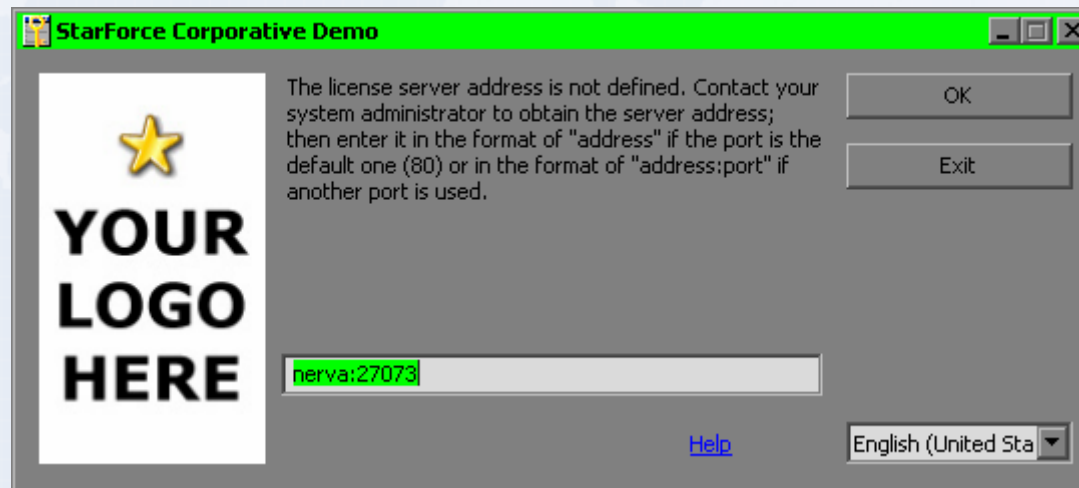 StarForce Corporative Demo
YOUR
LOGO
HERE
The license server address is not defined. Contact your
system administrator to obtain the server address;
then enter it in the format of "address" if the port is the
default one (80) or in the format of "address:port" if
another port is used.
OK
Exit
nerva:27073
Help
English (United Sta